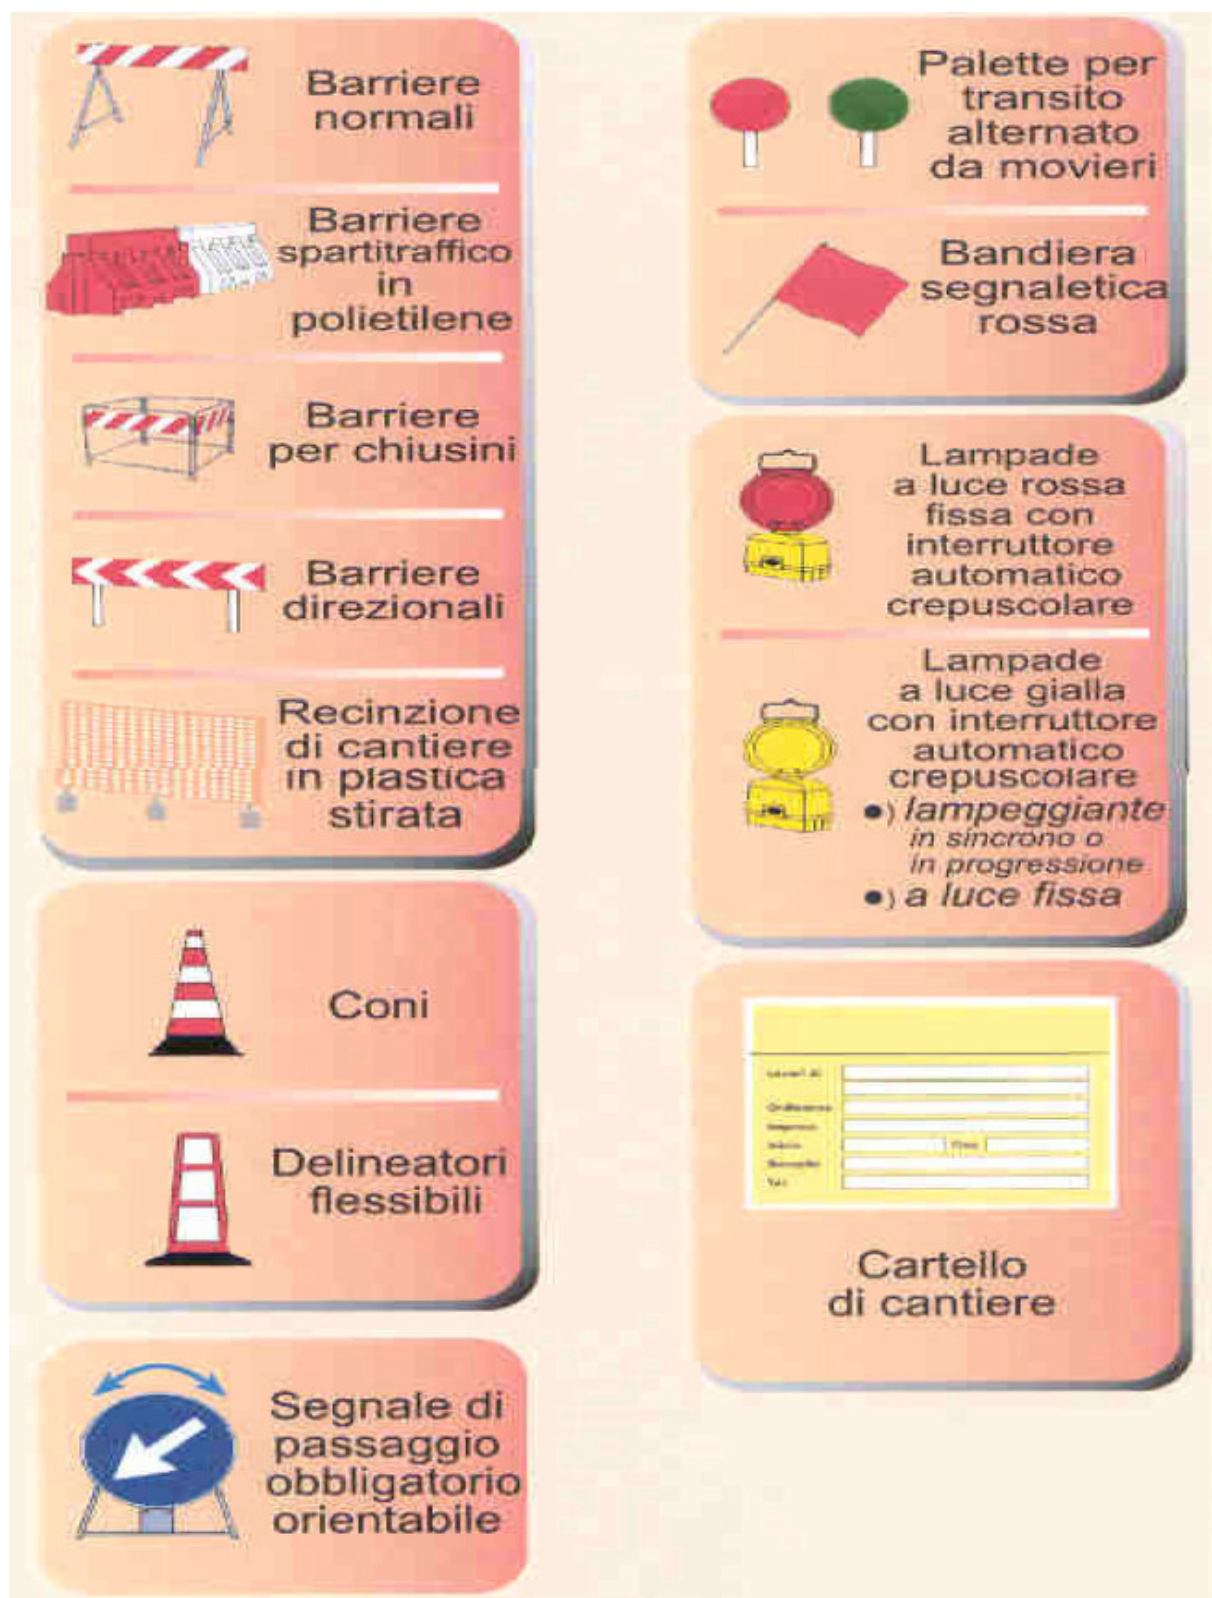 Barriere
normali
Barriere
spartitraffico
in
polietilene
Barriere
per chiusini
Barriere
direzionali
Recinzione
di cantiere
in plastica
stirata
Coni
Delineatori
flessibili
Segnale di
passaggio
obbligatorio
orientabile
Palette per
transito
alternato
da movieri
Bandiera
segnaletica
rossa
Lampade
a luce rossa
fissa con
interruttore
automatico
crepuscolare
Lampade
a luce gialla
con interruttore
automatico
crepuscolare
●) lampeggiante
in sincrono o
in progressione
●) a luce fissa
Cartello
di cantiere